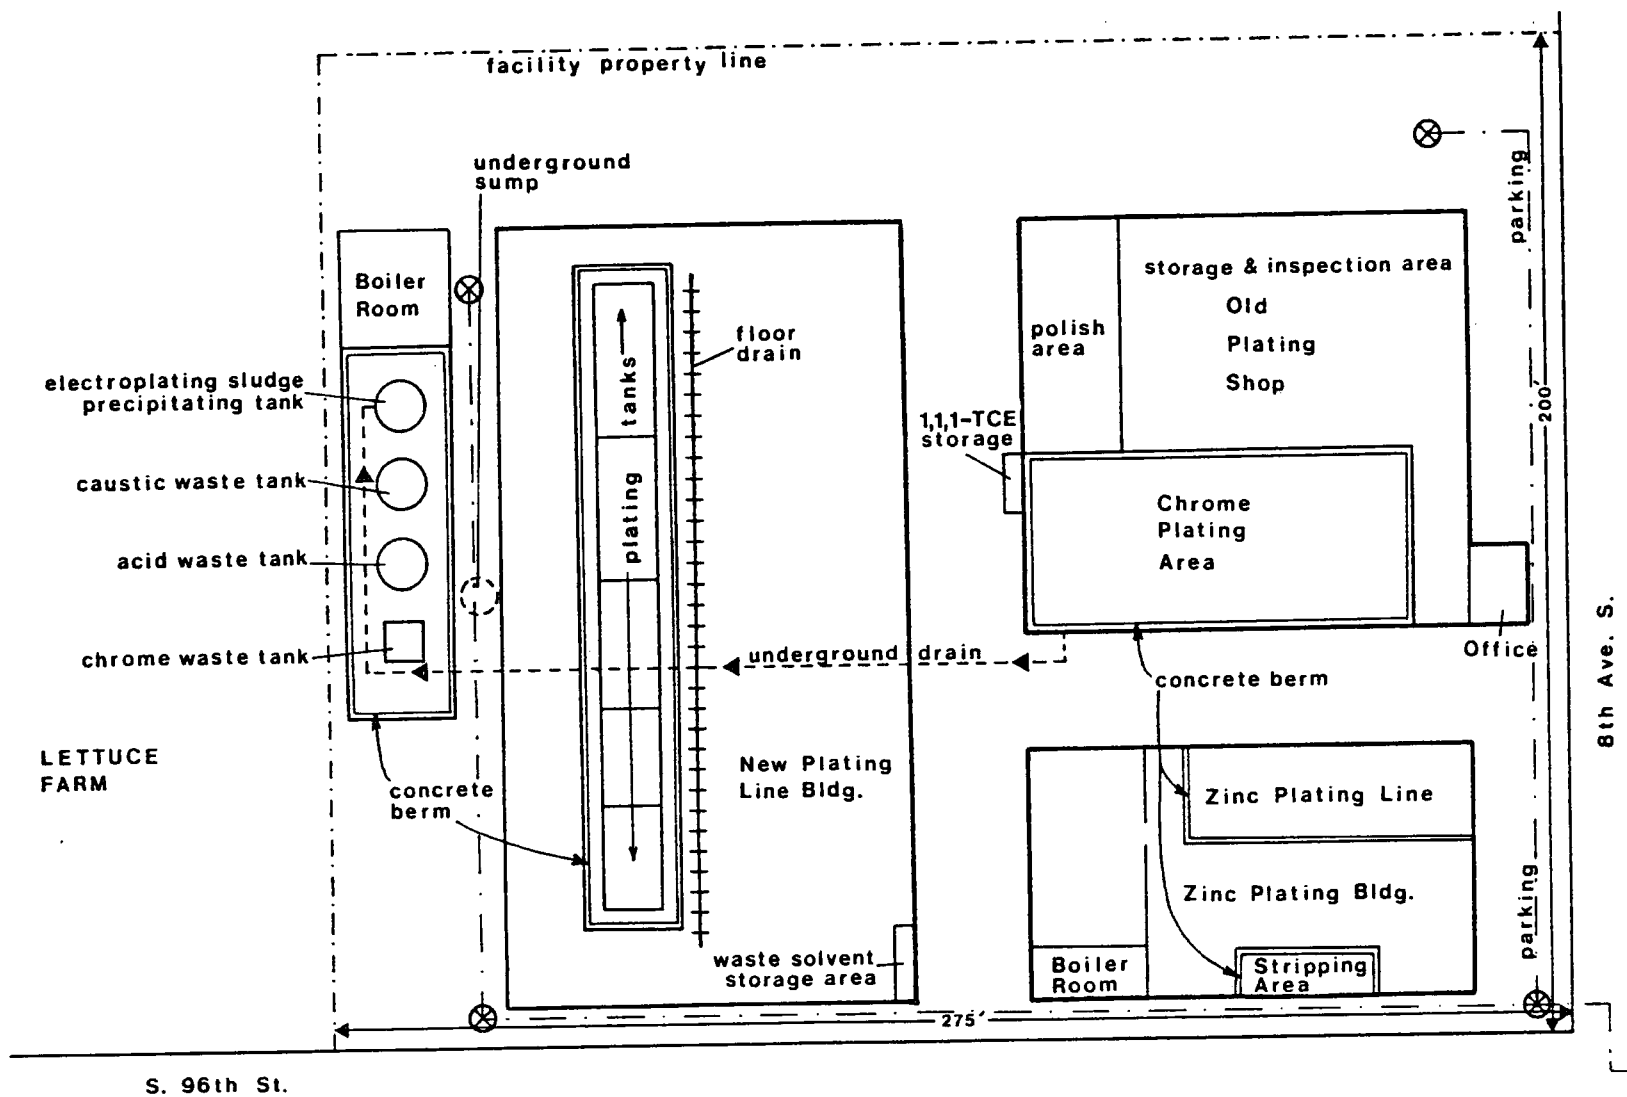 facility property line
underground
sump
parking
Boiler
Room
storage & inspection area
Old
Plating
Shop
polish
area
floor
drain
tanks
electroplating sludge
precipitating tank
200'
1,1,1-TCE
storage
caustic waste tank
plating
Chrome
Plating
Area
acid waste tank
chrome waste tank
underground drain
Office
concrete berm
8th Ave. S.
LETTUCE
FARM
concrete
berm
New Plating
Line Bldg.
Zinc Plating Line
Zinc Plating Bldg.
parking
waste solvent
storage area
Boiler
Room
Stripping
Area
275'
S. 96th St.